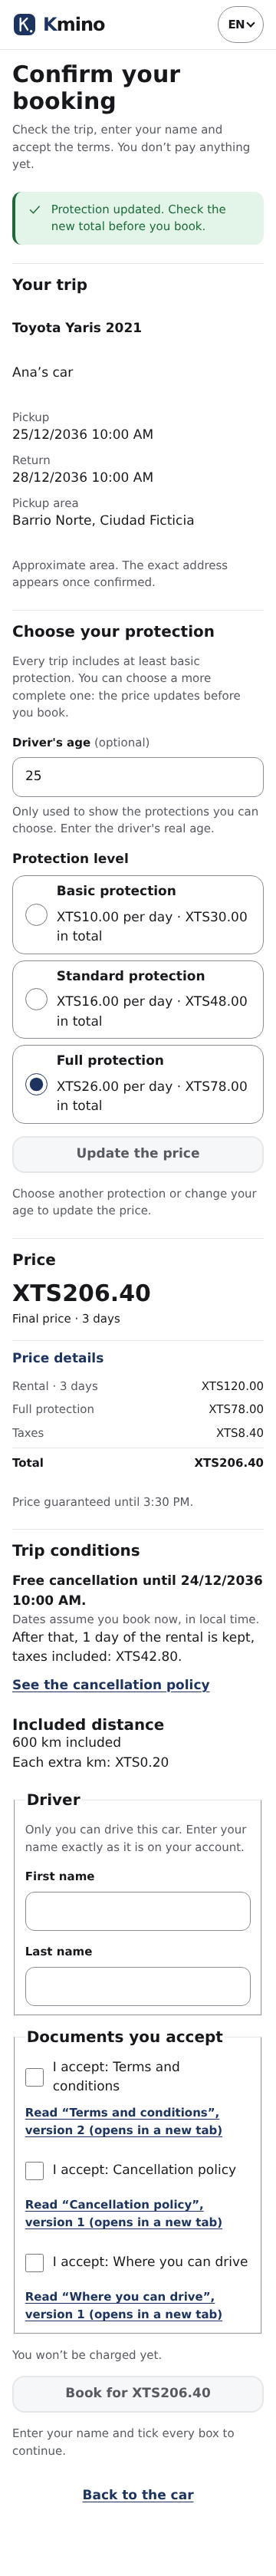 Kmino
EN
Confirm your
booking
Check the trip, enter your name and
accept the terms. You don’t pay anything
yet.
Protection updated. Check the
new total before you book.
Your trip
Toyota Yaris 2021
Ana’s car
Pickup
25/12/2036 10:00 AM
Return
28/12/2036 10:00 AM
Pickup area
Barrio Norte, Ciudad Ficticia
Approximate area. The exact address
appears once confirmed.
Choose your protection
Every trip includes at least basic
protection. You can choose a more
complete one: the price updates before
you book.
Driver's age (optional)
25
Only used to show the protections you can
choose. Enter the driver's real age.
Protection level
Basic protection
XTS10.00 per day · XTS30.00
in total
Standard protection
XTS16.00 per day · XTS48.00
in total
Full protection
XTS26.00 per day · XTS78.00
in total
Update the price
Choose another protection or change your
age to update the price.
Price
XTS206.40
Final price · 3 days
Price details
Rental · 3 days XTS120.00
Full protection XTS78.00
Taxes XTS8.40
Total XTS206.40
Price guaranteed until 3:30 PM.
Trip conditions
Free cancellation until 24/12/2036
10:00 AM.
Dates assume you book now, in local time.
After that, 1 day of the rental is kept,
taxes included: XTS42.80.
See the cancellation policy
Included distance
600 km included
Each extra km: XTS0.20
Driver
Only you can drive this car. Enter your
name exactly as it is on your account.
First name
Last name
Documents you accept
I accept: Terms and
conditions
Read “Terms and conditions”,
version 2 (opens in a new tab)
I accept: Cancellation policy
Read “Cancellation policy”,
version 1 (opens in a new tab)
I accept: Where you can drive
Read “Where you can drive”,
version 1 (opens in a new tab)
You won’t be charged yet.
Book for XTS206.40
Enter your name and tick every box to
continue.
Back to the car